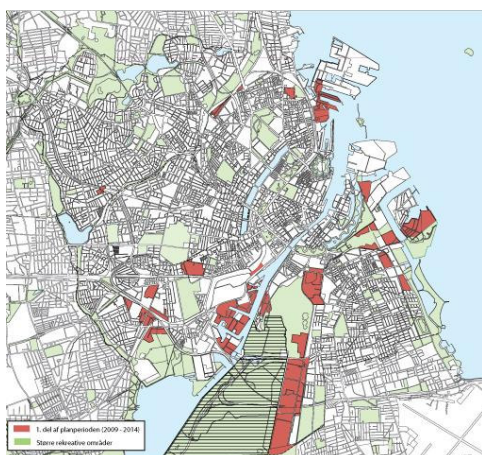 1. del af planperioden (2009 - 2014)
Større rekreative områder